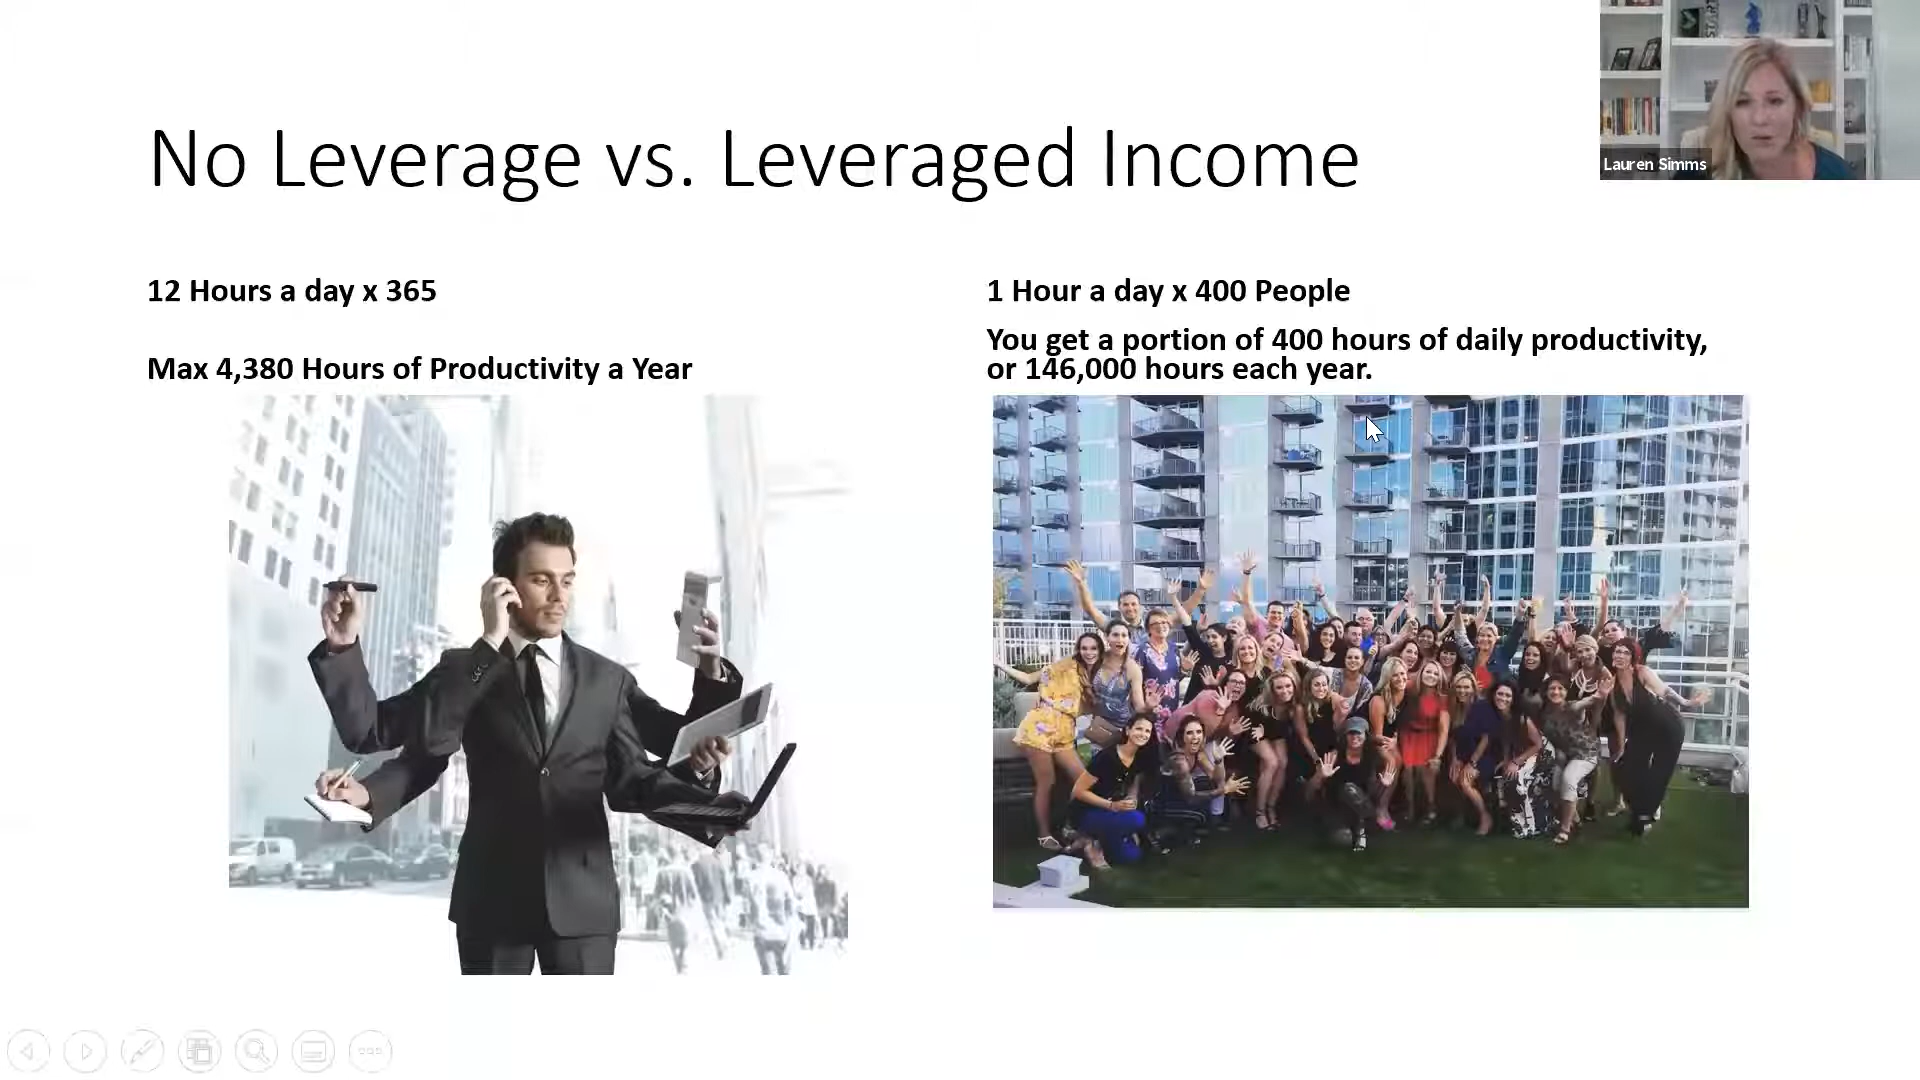 No Leverage vs. Leveraged Income
Lauren Simms
12 Hours a day x 365
Max 4,380 Hours of Productivity a Year
1 Hour a day x 400 People
You get a portion of 400 hours of daily productivity,
or 146,000 hours each year.
START